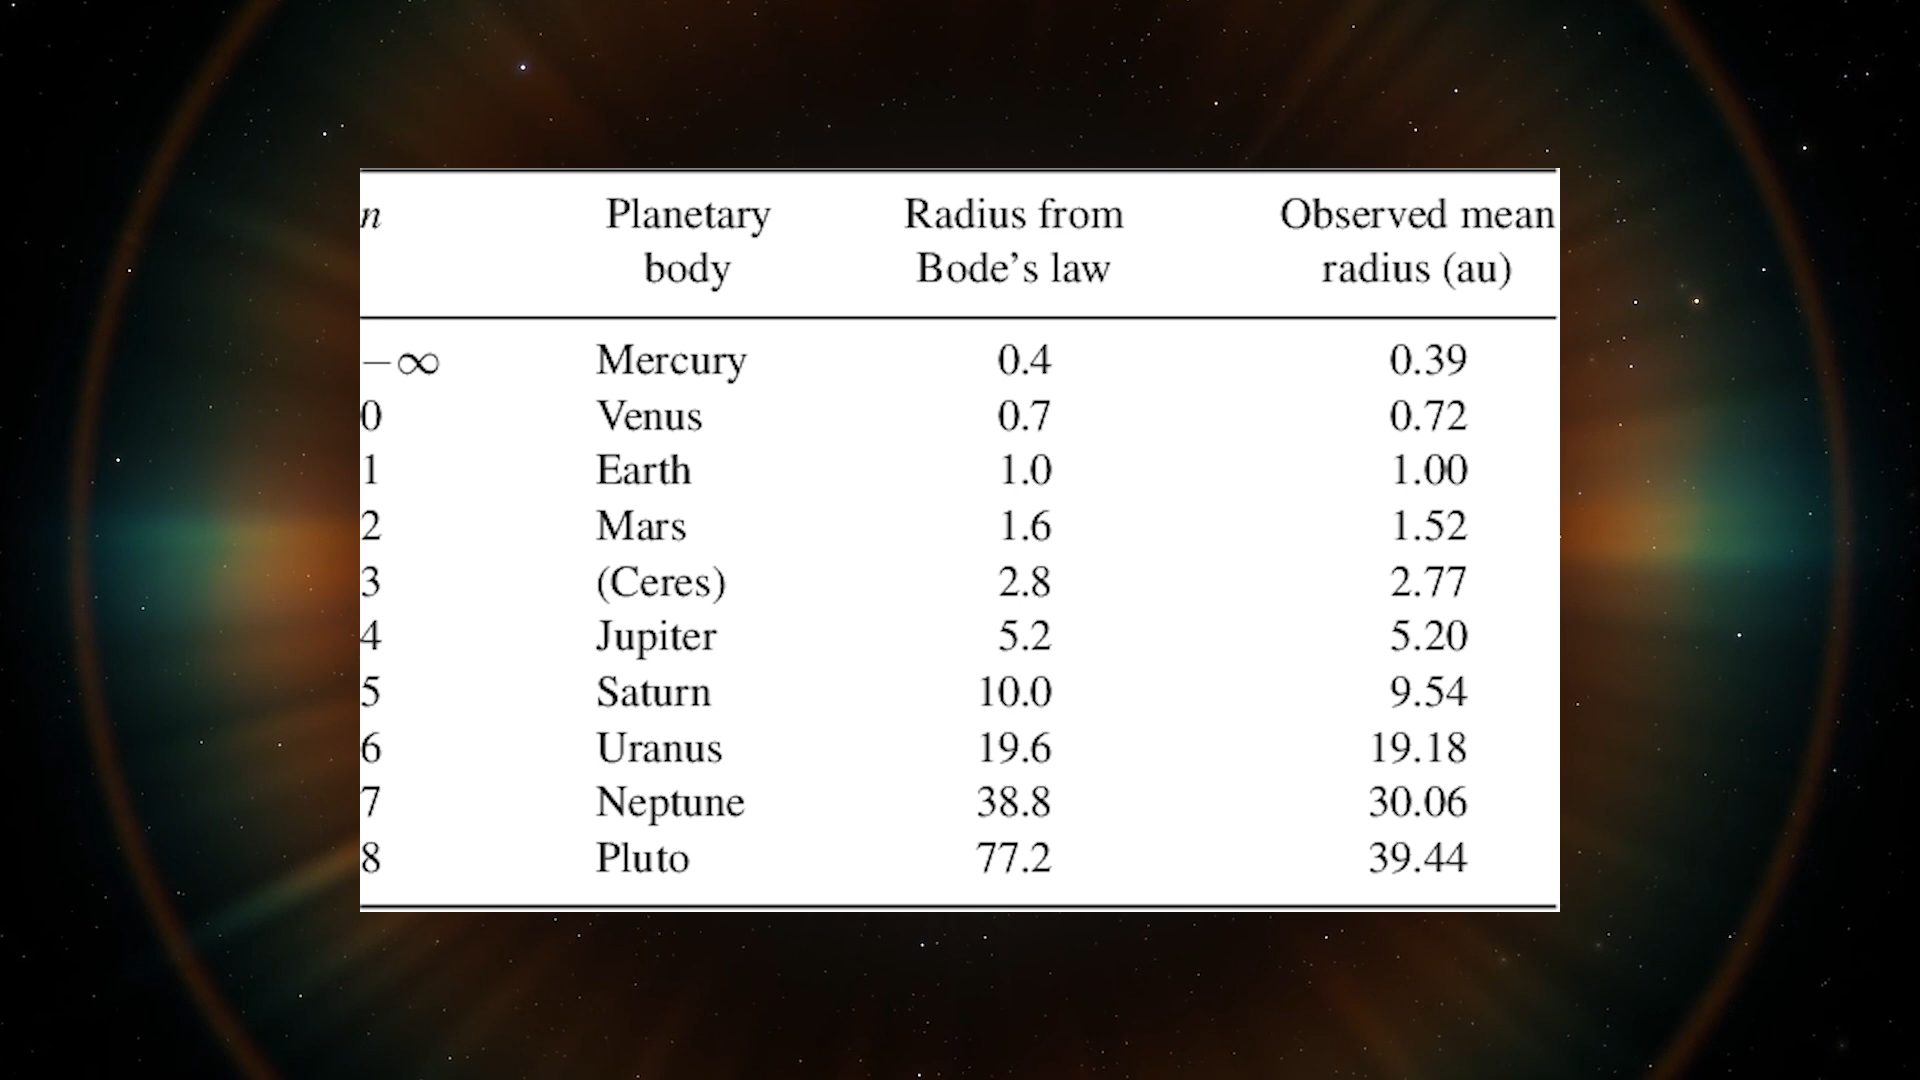 n Planetary Radius from Observed mean
body Bode's law radius (au)
−∞ Mercury 0.4 0.39
0 Venus 0.7 0.72
1 Earth 1.0 1.00
2 Mars 1.6 1.52
3 (Ceres) 2.8 2.77
4 Jupiter 5.2 5.20
5 Saturn 10.0 9.54
6 Uranus 19.6 19.18
7 Neptune 38.8 30.06
8 Pluto 77.2 39.44